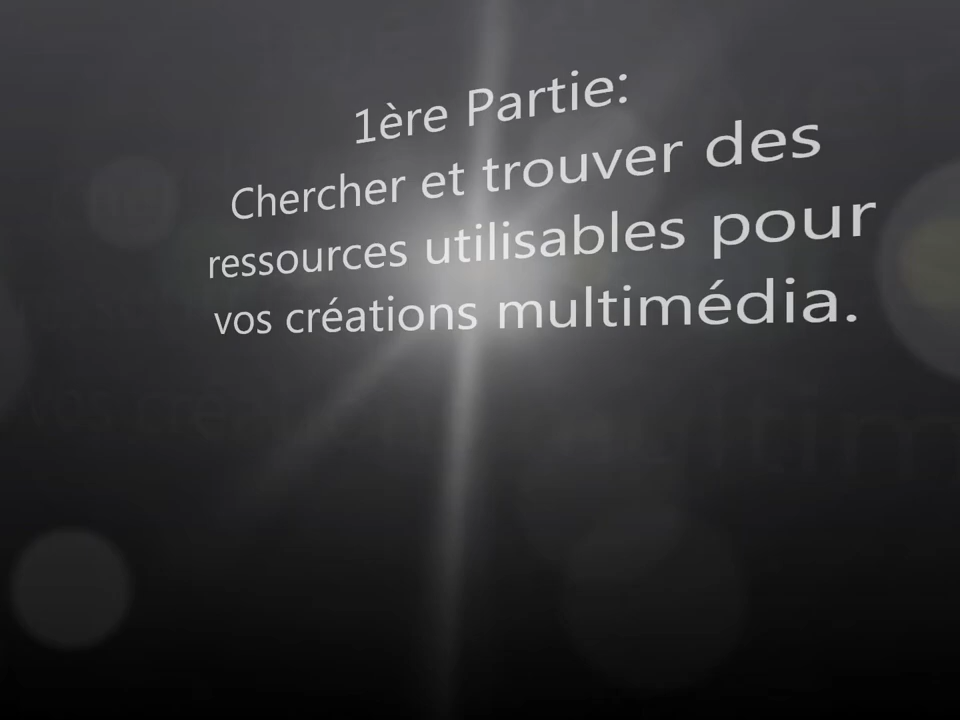 1ère Partie:
Chercher et trouver des
ressources utilisables pour
vos créations multimédia.